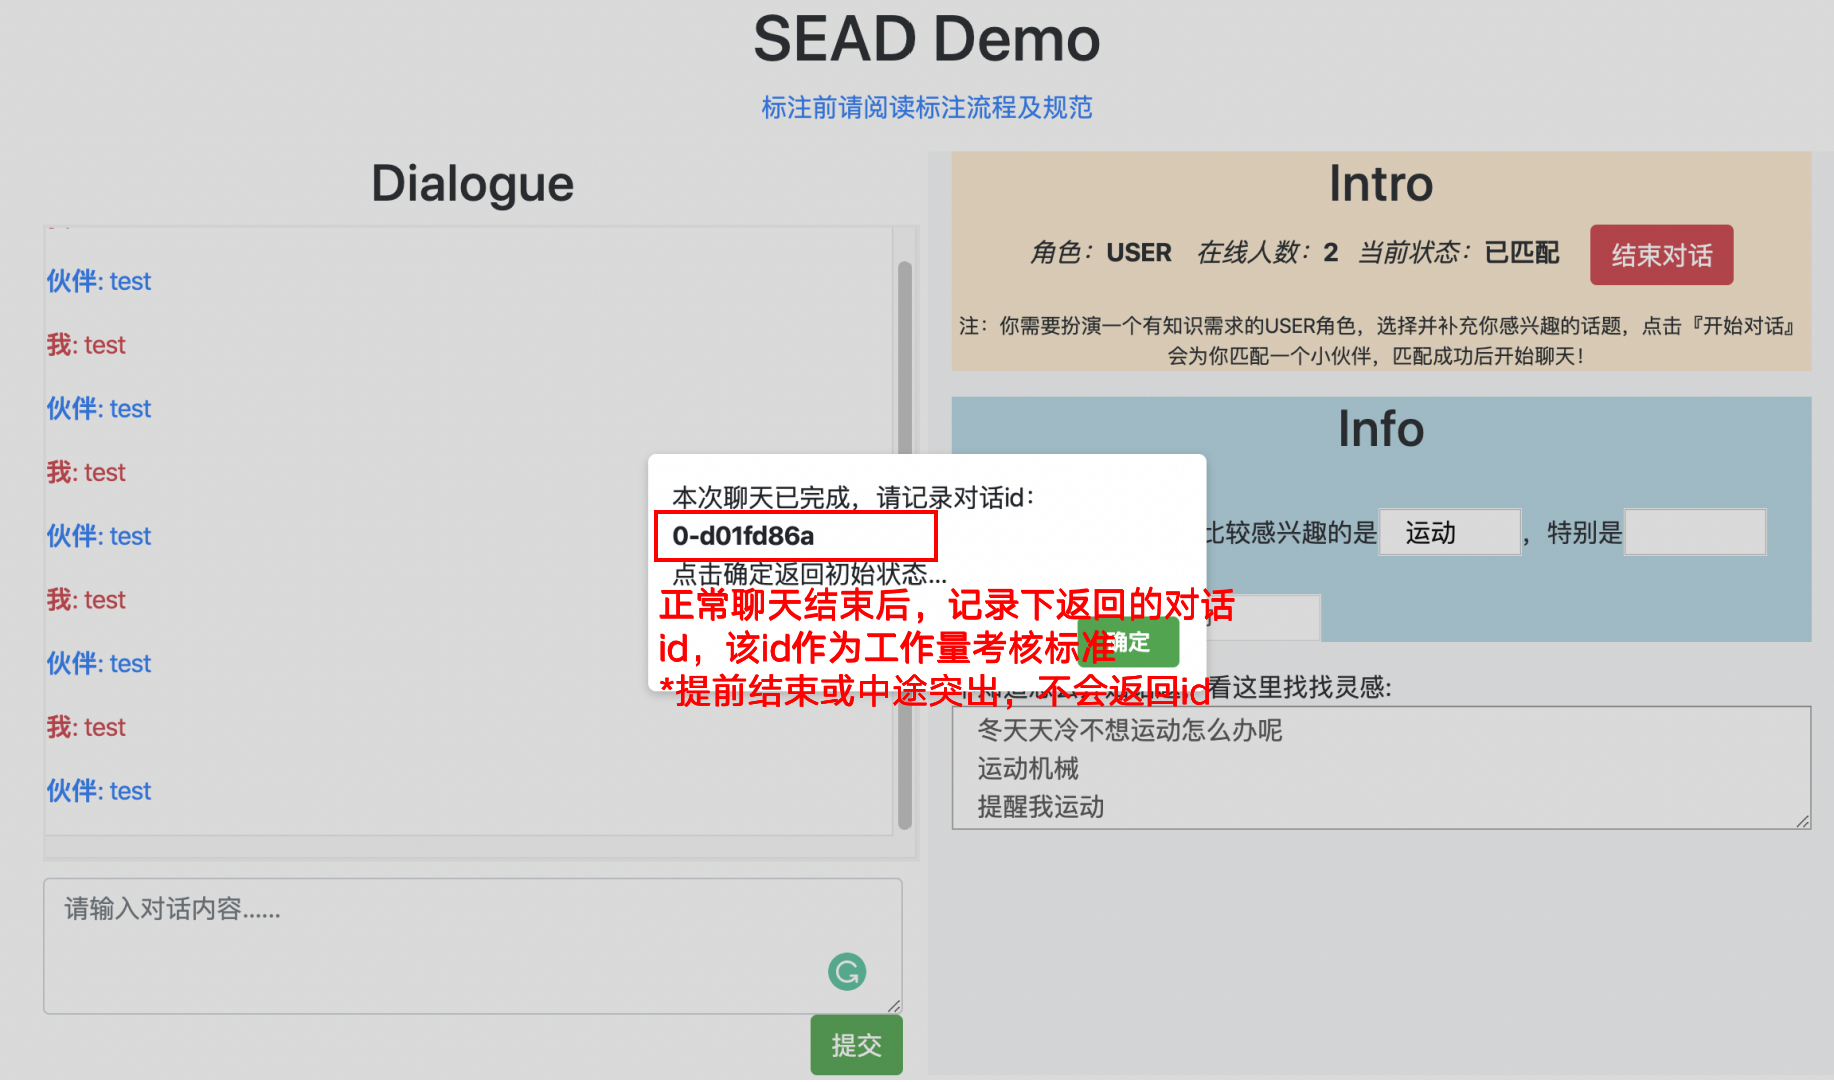 SEAD Demo
标注前请阅读标注流程及规范
Dialogue
伙伴: test
我: test
伙伴: test
我: test
伙伴: test
我: test
伙伴: test
我: test
伙伴: test
请输入对话内容......
提交
Intro
角色：USER 在线人数：2 当前状态：已匹配
结束对话
注：你需要扮演一个有知识需求的USER角色，选择并补充你感兴趣的话题，点击『开始对话』
会为你匹配一个小伙伴，匹配成功后开始聊天！
Info
比较感兴趣的是 运动 ，特别是
看这里找找灵感:
冬天天冷不想运动怎么办呢
运动机械
提醒我运动
本次聊天已完成，请记录对话id：
0-d01fd86a
点击确定返回初始状态...
确定
正常聊天结束后，记录下返回的对话
id，该id作为工作量考核标准
*提前结束或中途突出，不会返回id